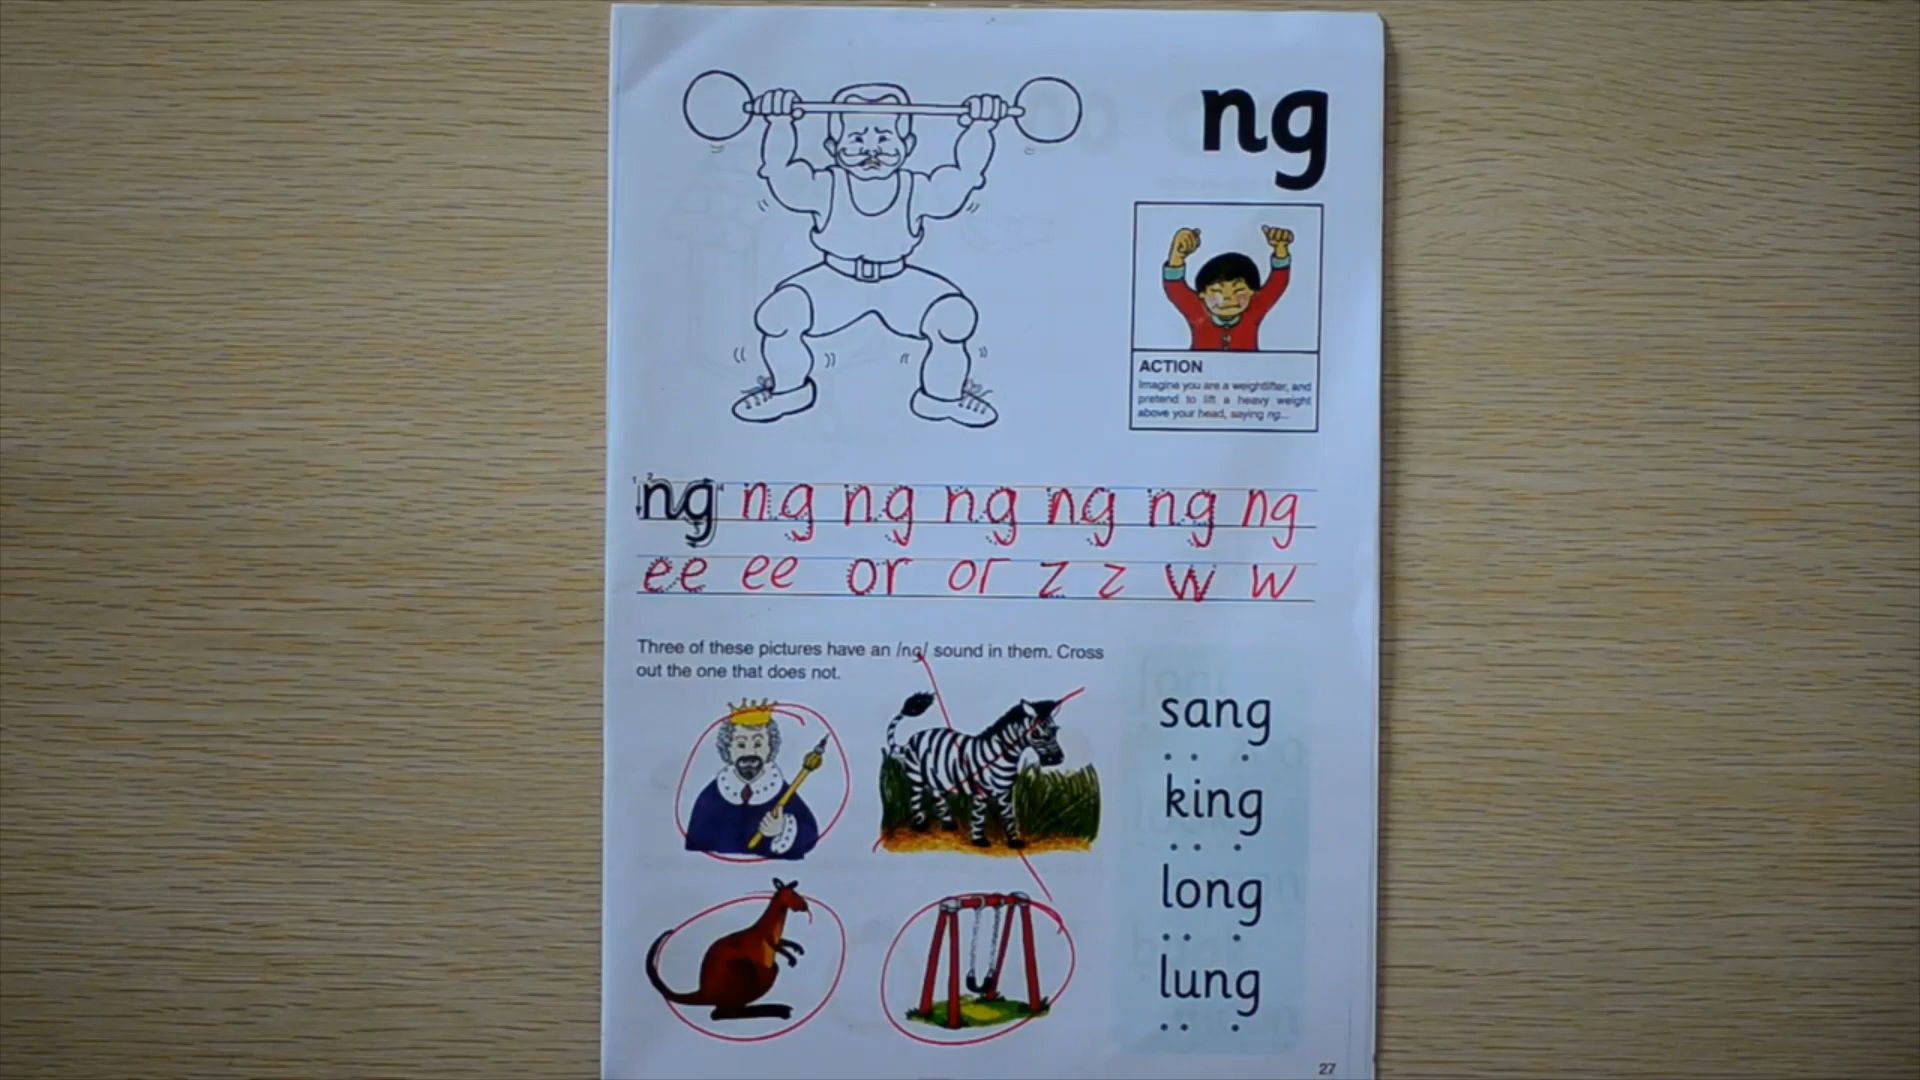 ng
ACTION
Imagine you are a weightlifter, and
pretend to lift a heavy weight
above your head, saying ng...
1 2
ng ng ng ng ng ng ng
ee ee or or z z w w
Three of these pictures have an /ng/ sound in them. Cross
out the one that does not.
sang
king
long
lung
27